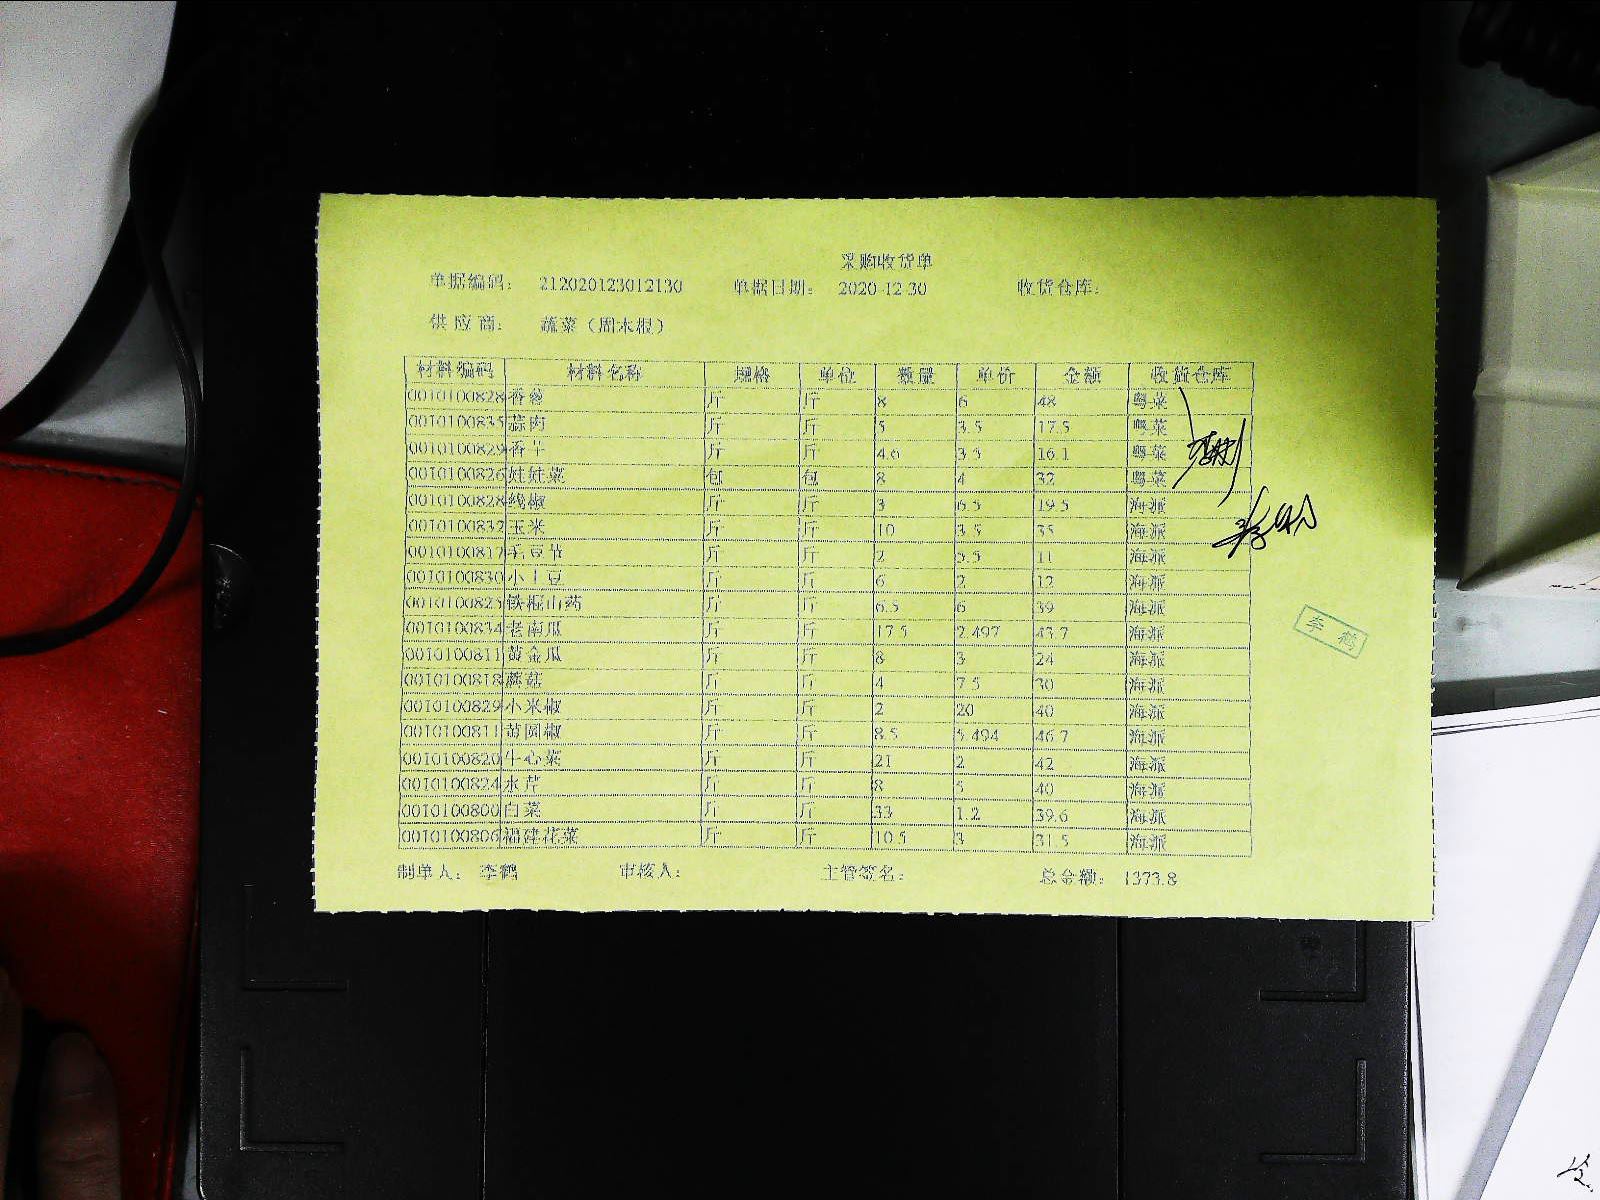 采购收货单
单据编码： 212020123012130 单据日期： 2020-12-30 收货仓库：
供应商： 蔬菜（周本根）
材料编码 材料名称 规格 单位 数量 单价 金额 收货仓库
0010100828 香葱 斤 斤 8 6 48 粤菜
0010100835 蒜肉 斤 斤 5 3.5 17.5 粤菜
0010100829 香芋 斤 斤 4.6 3.5 16.1 粤菜
0010100826 娃娃菜 包 包 8 4 32 粤菜
0010100828 线椒 斤 斤 3 6.5 19.5 海派
0010100832 玉米 斤 斤 10 3.5 35 海派
0010100817 毛豆节 斤 斤 2 5.5 11 海派
0010100830 小土豆 斤 斤 6 2 12 海派
0010100823 铁棍山药 斤 斤 6.5 6 39 海派
0010100834 老南瓜 斤 斤 17.5 2.497 43.7 海派
0010100811 黄金瓜 斤 斤 8 3 24 海派
0010100818 蘑菇 斤 斤 4 7.5 30 海派
0010100829 小米椒 斤 斤 2 20 40 海派
0010100811 黄圆椒 斤 斤 8.5 5.494 46.7 海派
0010100820 牛心菜 斤 斤 21 2 42 海派
0010100824 水芹 斤 斤 8 5 40 海派
0010100800 白菜 斤 斤 33 1.2 39.6 海派
0010100806 福建花菜 斤 斤 10.5 3 31.5 海派
李鹤
制单人： 李鹤 审核人： 主管签名： 总金额： 1373.8